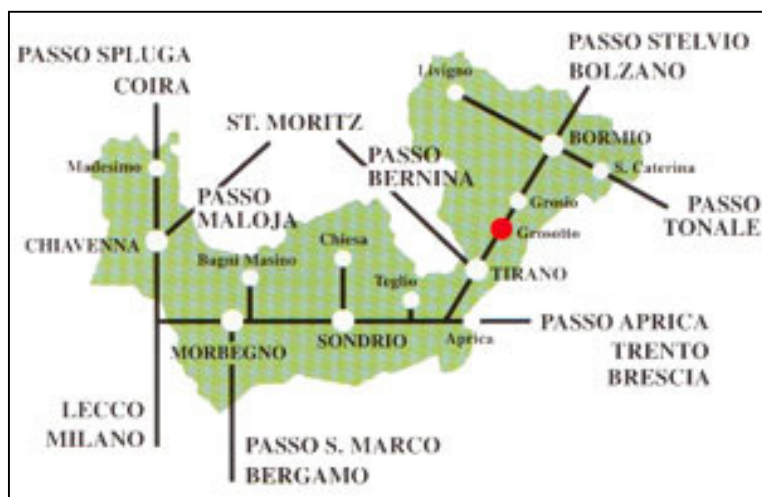 PASSO SPLUGA
COIRA
PASSO STELVIO
BOLZANO
Livigno
ST. MORITZ
BORMIO
Madesimo
PASSO
BERNINA
S. Caterina
PASSO
MALOJA
Grosio
PASSO
TONALE
CHIAVENNA
Chiesa
Grosotto
Bagni Masino
Teglio
TIRANO
MORBEGNO
SONDRIO
Aprica
PASSO APRICA
TRENTO
BRESCIA
LECCO
MILANO
PASSO S. MARCO
BERGAMO